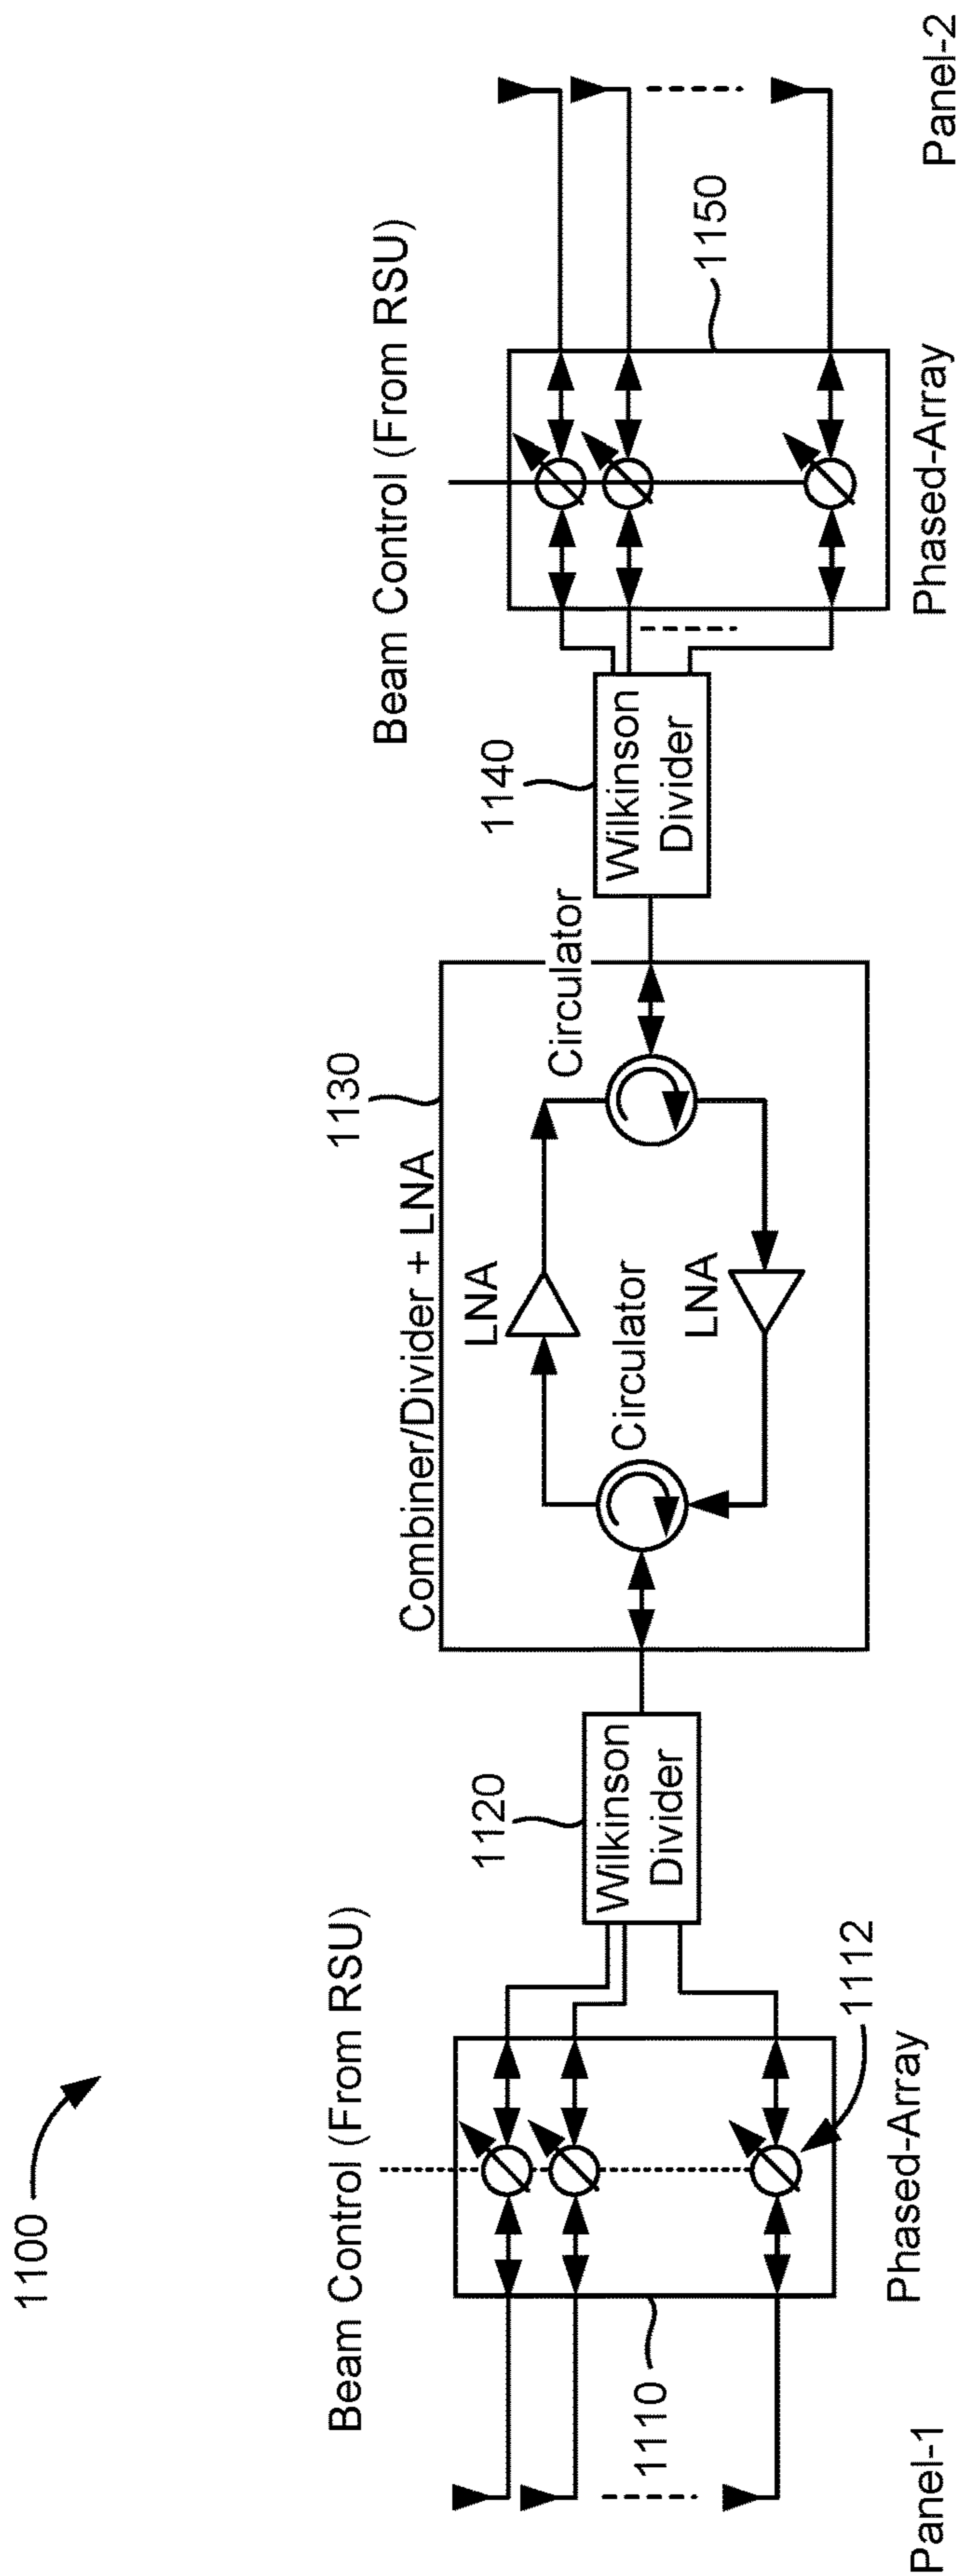 1100
Beam Control (From RSU)
Panel-1
1110
Phased-Array
1112
1120
Wilkinson
Divider
Combiner/Divider + LNA
1130
LNA
Circulator
LNA
Circulator
1140
Wilkinson
Divider
Beam Control (From RSU)
1150
Phased-Array
Panel-2